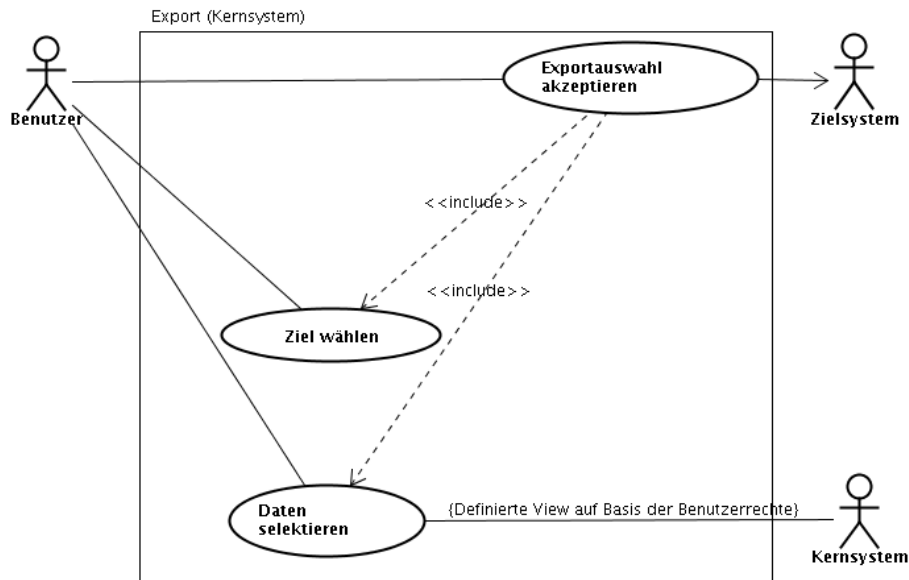 Export (Kernsystem)
Exportauswahl
akzeptieren
Benutzer
Zielsystem
<<include>>
<<include>>
Ziel wählen
Daten
selektieren
{Definierte View auf Basis der Benutzerrechte}
Kernsystem